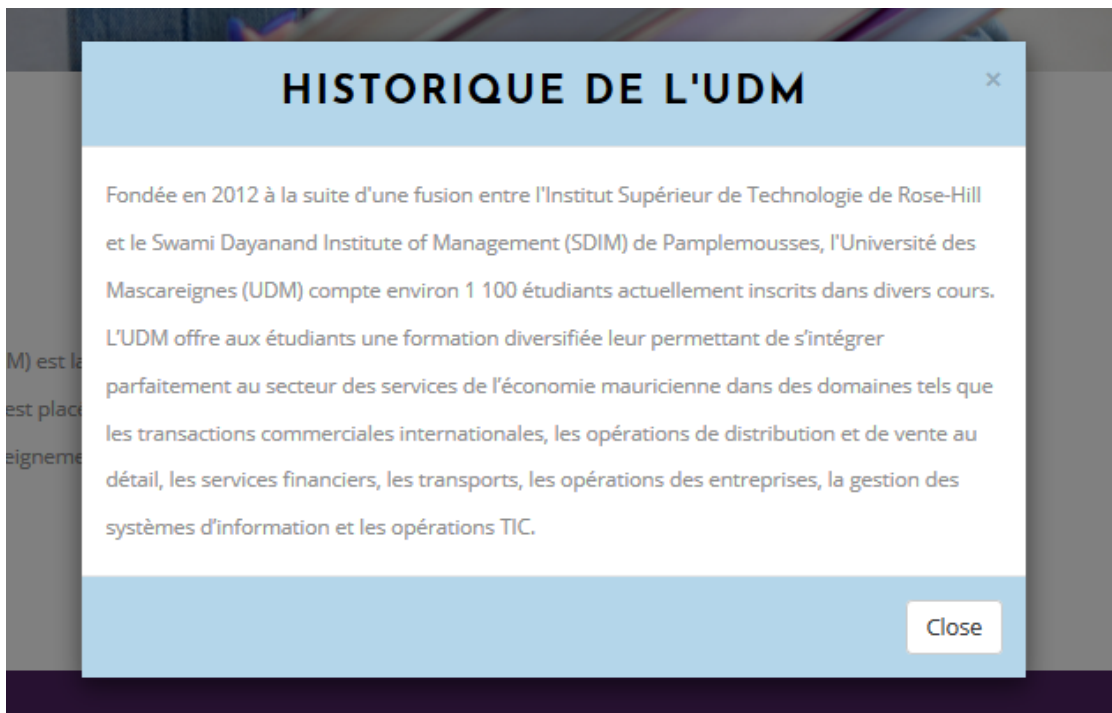 HISTORIQUE DE L'UDM
×
Fondée en 2012 à la suite d'une fusion entre l'Institut Supérieur de Technologie de Rose-Hill
et le Swami Dayanand Institute of Management (SDIM) de Pamplemousses, l'Université des
Mascareignes (UDM) compte environ 1 100 étudiants actuellement inscrits dans divers cours.
L’UDM offre aux étudiants une formation diversifiée leur permettant de s’intégrer
parfaitement au secteur des services de l’économie mauricienne dans des domaines tels que
les transactions commerciales internationales, les opérations de distribution et de vente au
détail, les services financiers, les transports, les opérations des entreprises, la gestion des
systèmes d’information et les opérations TIC.
M) est la
est placé
eigneme
Close